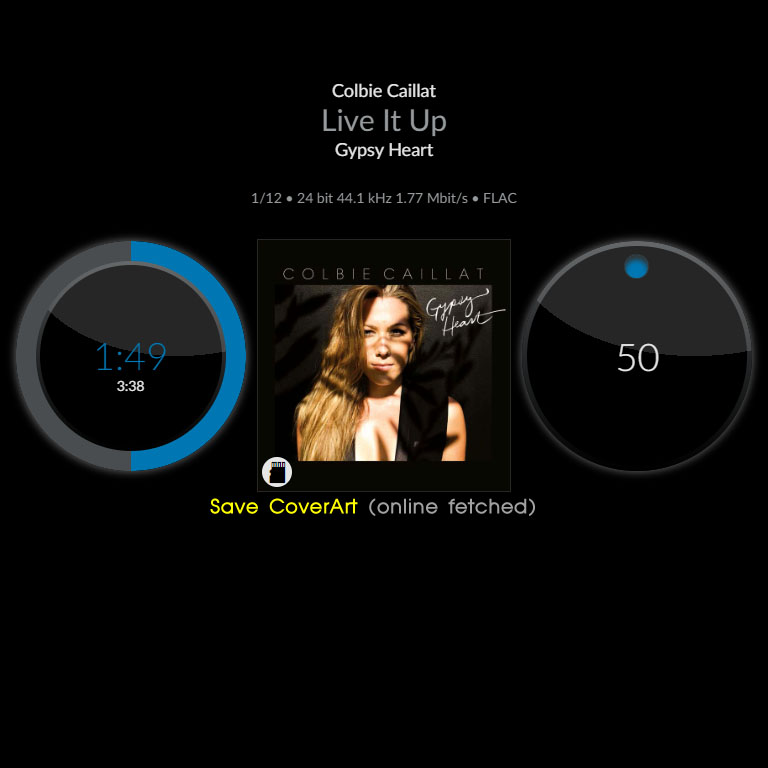 Colbie Caillat
Live It Up
Gypsy Heart
1/12 • 24 bit 44.1 kHz 1.77 Mbit/s • FLAC
COLBIE CAILLAT
Gypsy
Heart
1:49
3:38
50
Save CoverArt (online fetched)